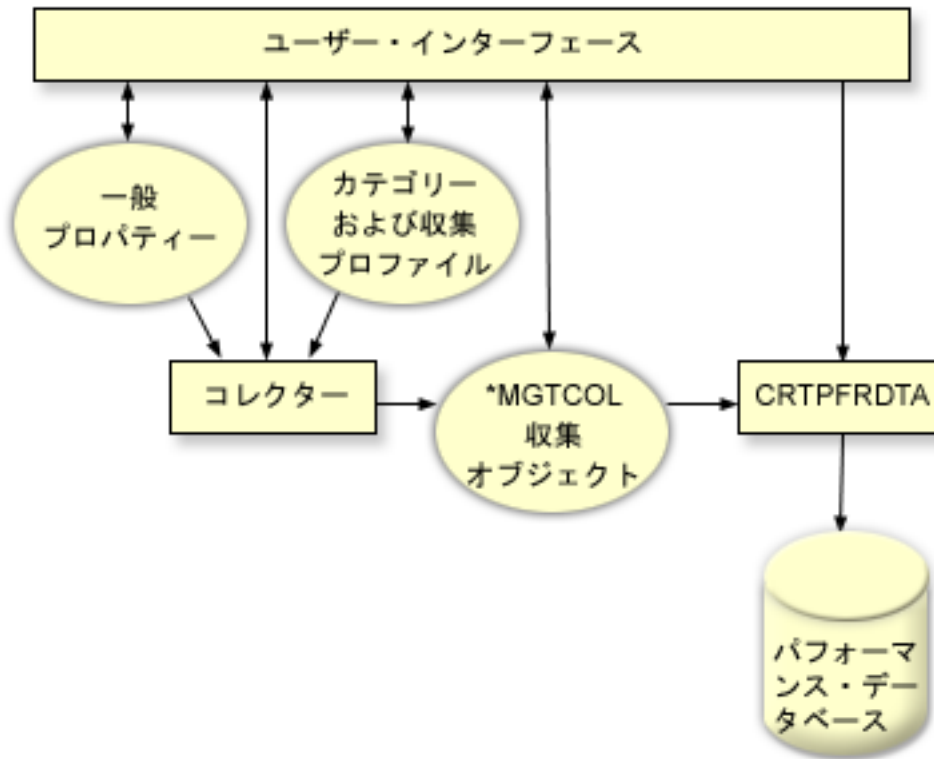 ユーザー・インターフェース
一般
プロパティー
カテゴリー
および収集
プロファイル
コレクター
*MGTCOL
収集
オブジェクト
CRTPFRDTA
パフォーマ
ンス・デー
タベース